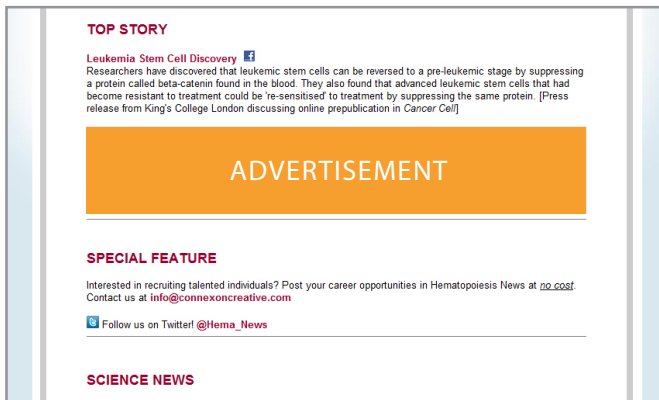 TOP STORY
Leukemia Stem Cell Discovery
Researchers have discovered that leukemic stem cells can be reversed to a pre-leukemic stage by suppressing
a protein called beta-catenin found in the blood. They also found that advanced leukemic stem cells that had
become resistant to treatment could be 're-sensitised' to treatment by suppressing the same protein. [Press
release from King's College London discussing online prepublication in Cancer Cell]
ADVERTISEMENT
SPECIAL FEATURE
Interested in recruiting talented individuals? Post your career opportunities in Hematopoiesis News at no cost.
Contact us at info@connexoncreative.com
Follow us on Twitter! @Hema_News
SCIENCE NEWS